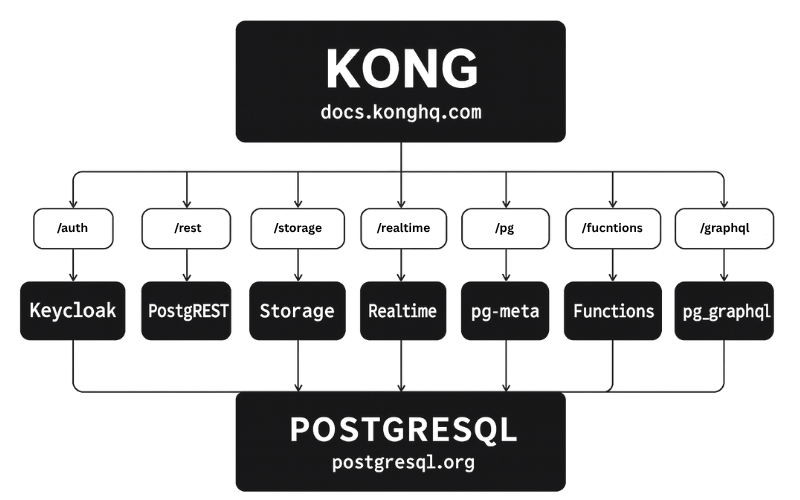 KONG
docs.konghq.com
/auth
/rest
/storage
/realtime
/pg
/fucntions
/graphql
Keycloak
PostgREST
Storage
Realtime
pg-meta
Functions
pg_graphql
POSTGRESQL
postgresql.org